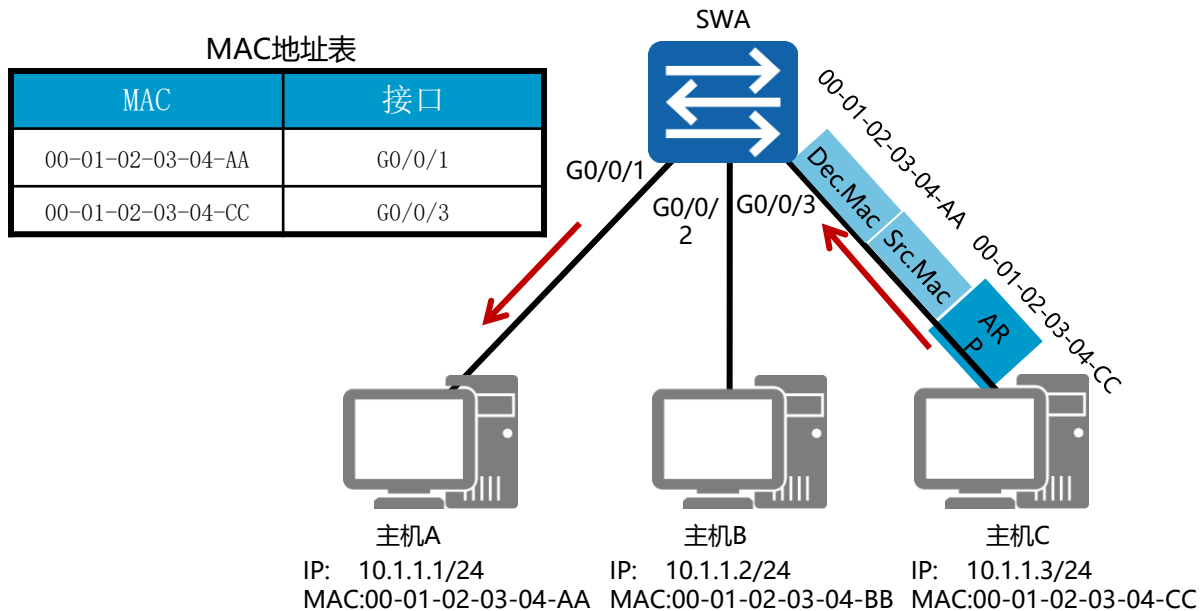 SWA
MAC地址表
MAC 接口
00-01-02-03-04-AA G0/0/1
00-01-02-03-04-CC G0/0/3
G0/0/1
G0/0/
2
G0/0/3
Dec.Mac
Src.Mac
AR
P
00-01-02-03-04-AA
00-01-02-03-04-CC
主机A
IP: 10.1.1.1/24
MAC:00-01-02-03-04-AA
主机B
IP: 10.1.1.2/24
MAC:00-01-02-03-04-BB
主机C
IP: 10.1.1.3/24
MAC:00-01-02-03-04-CC